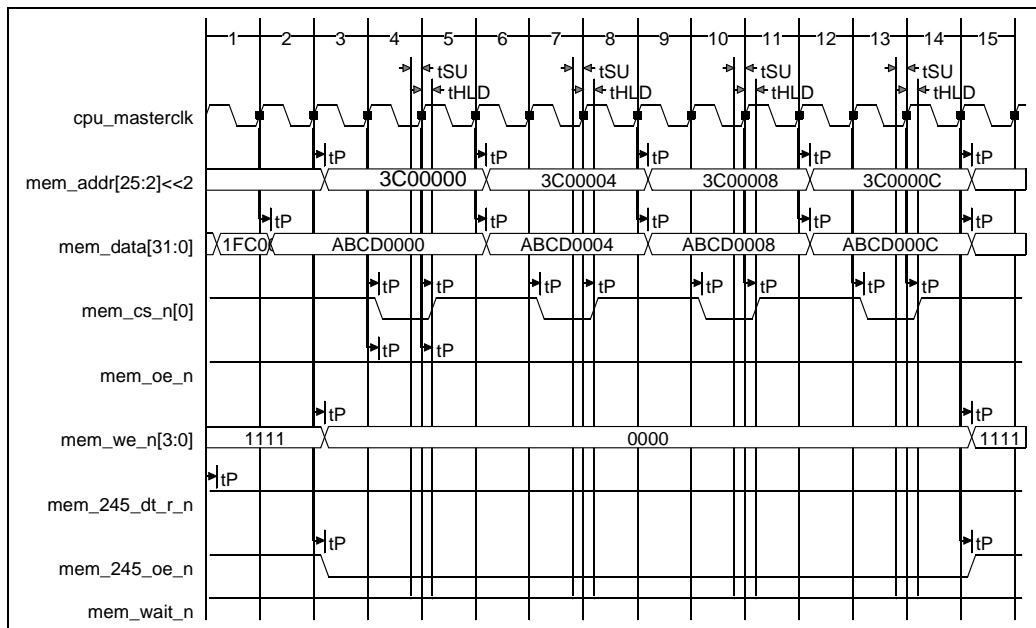 1 2 3 4 5 6 7 8 9 10 11 12 13 14 15
tSU tSU tSU tSU
tHLD tHLD tHLD tHLD
cpu_masterclk
tP tP tP tP tP
mem_addr[25:2]<<2 3C00000 3C00004 3C00008 3C0000C
tP tP tP tP tP
mem_data[31:0] 1FC0 ABCD0000 ABCD0004 ABCD0008 ABCD000C
tP tP tP tP tP tP tP tP
mem_cs_n[0]
tP tP
mem_oe_n
tP tP
mem_we_n[3:0] 1111 0000 1111
tP
mem_245_dt_r_n
tP tP
mem_245_oe_n
mem_wait_n